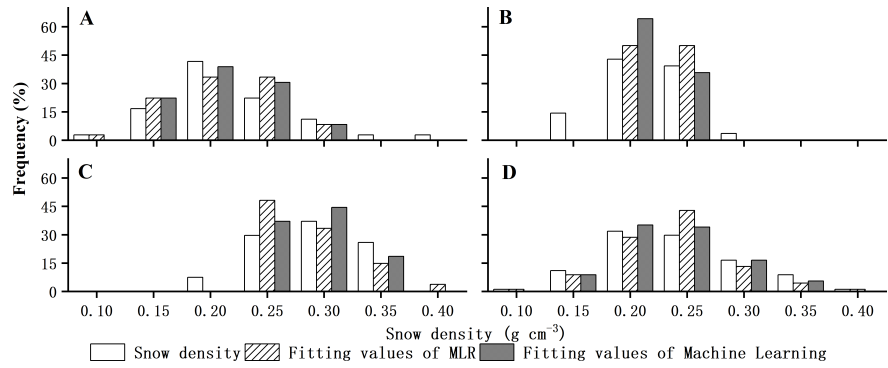 A
B
60
45
30
15
0
Frequency (%)
C
D
60
45
30
15
0
0.10 0.15 0.20 0.25 0.30 0.35 0.40 0.10 0.15 0.20 0.25 0.30 0.35 0.40
Snow density (g cm⁻³)
Snow density Fitting values of MLR Fitting values of Machine Learning